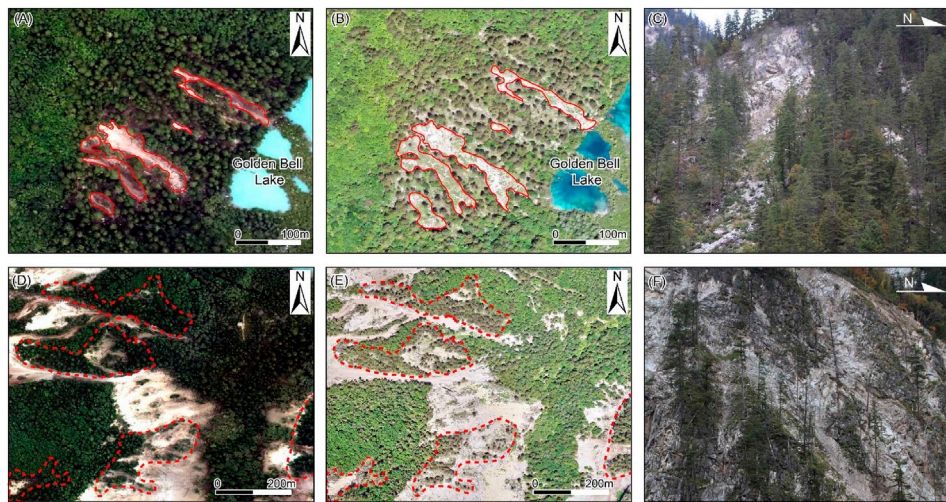 (A)
N
Golden Bell
Lake
0 100m
(B)
N
Golden Bell
Lake
0 100m
(C)
N
(D)
N
0 200m
(E)
N
0 200m
(F)
N